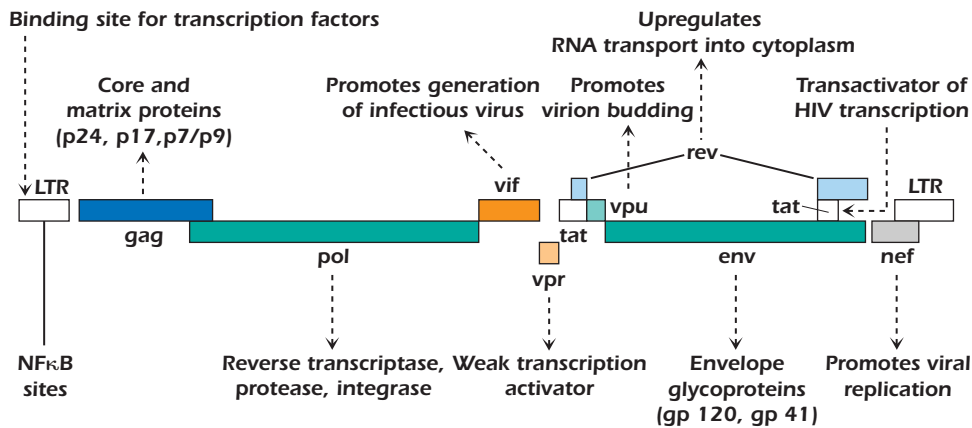 Binding site for transcription factors
Upregulates
RNA transport into cytoplasm
Core and
matrix proteins
(p24, p17,p7/p9)
Promotes generation
of infectious virus
Promotes
virion budding
Transactivator of
HIV transcription
rev
LTR
vif
vpu
tat
LTR
gag
tat
pol
vpr
env
nef
NFκB
sites
Reverse transcriptase,
protease, integrase
Weak transcription
activator
Envelope
glycoproteins
(gp 120, gp 41)
Promotes viral
replication